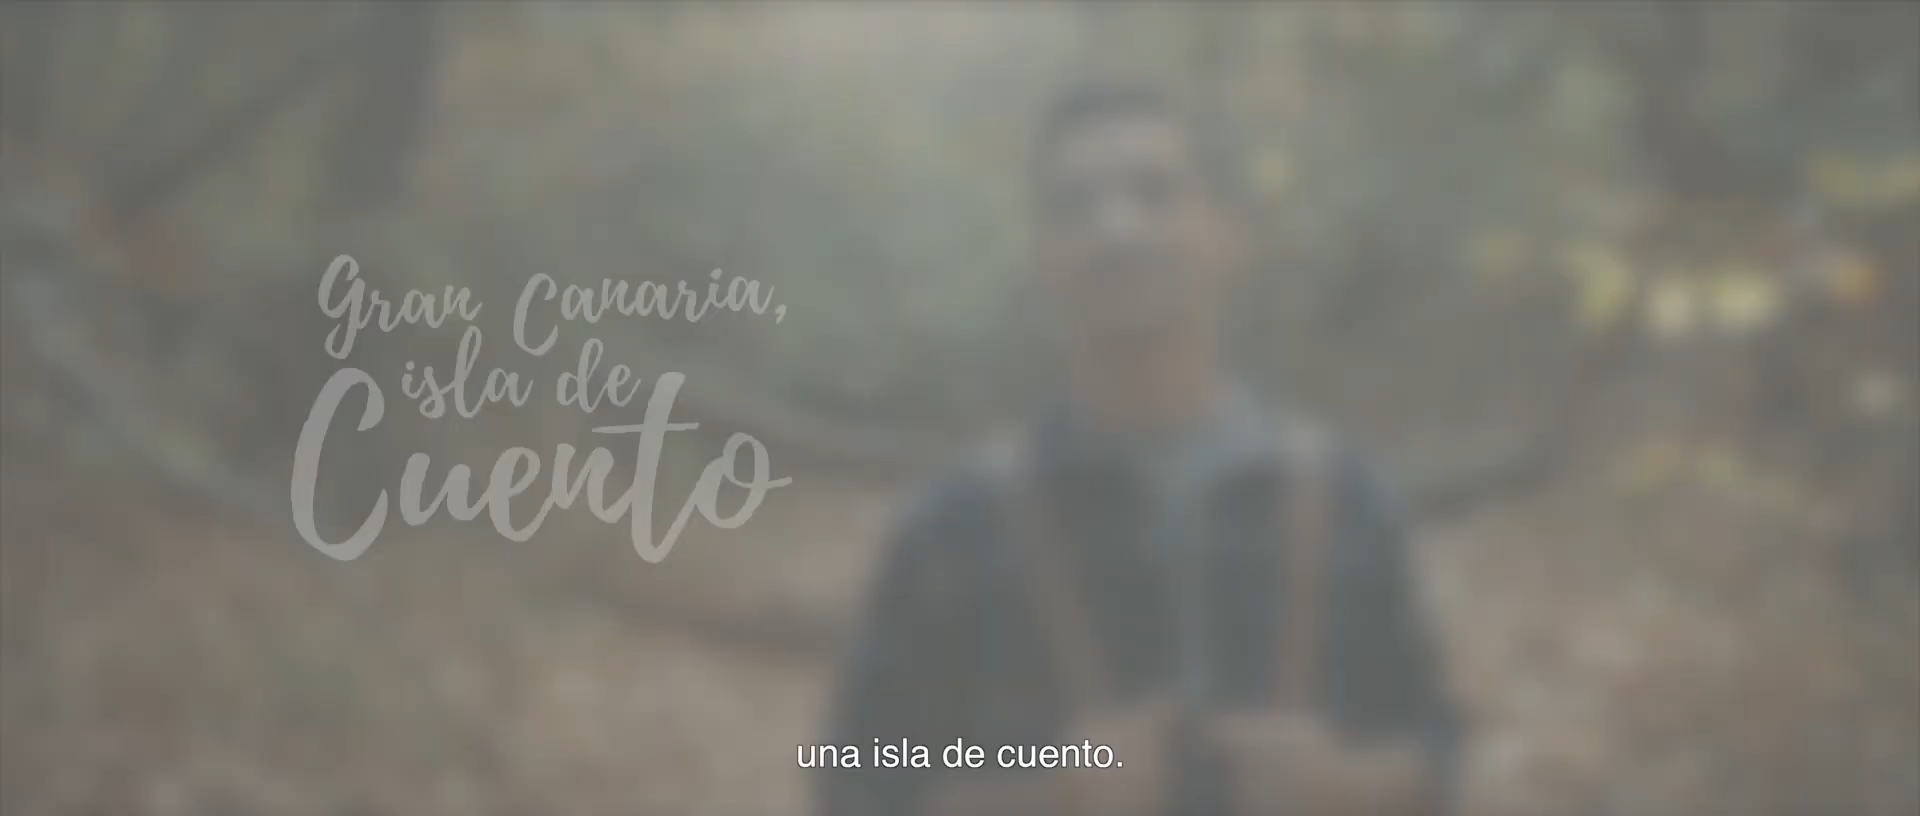 Gran Canaria,
isla de
Cuento
una isla de cuento.